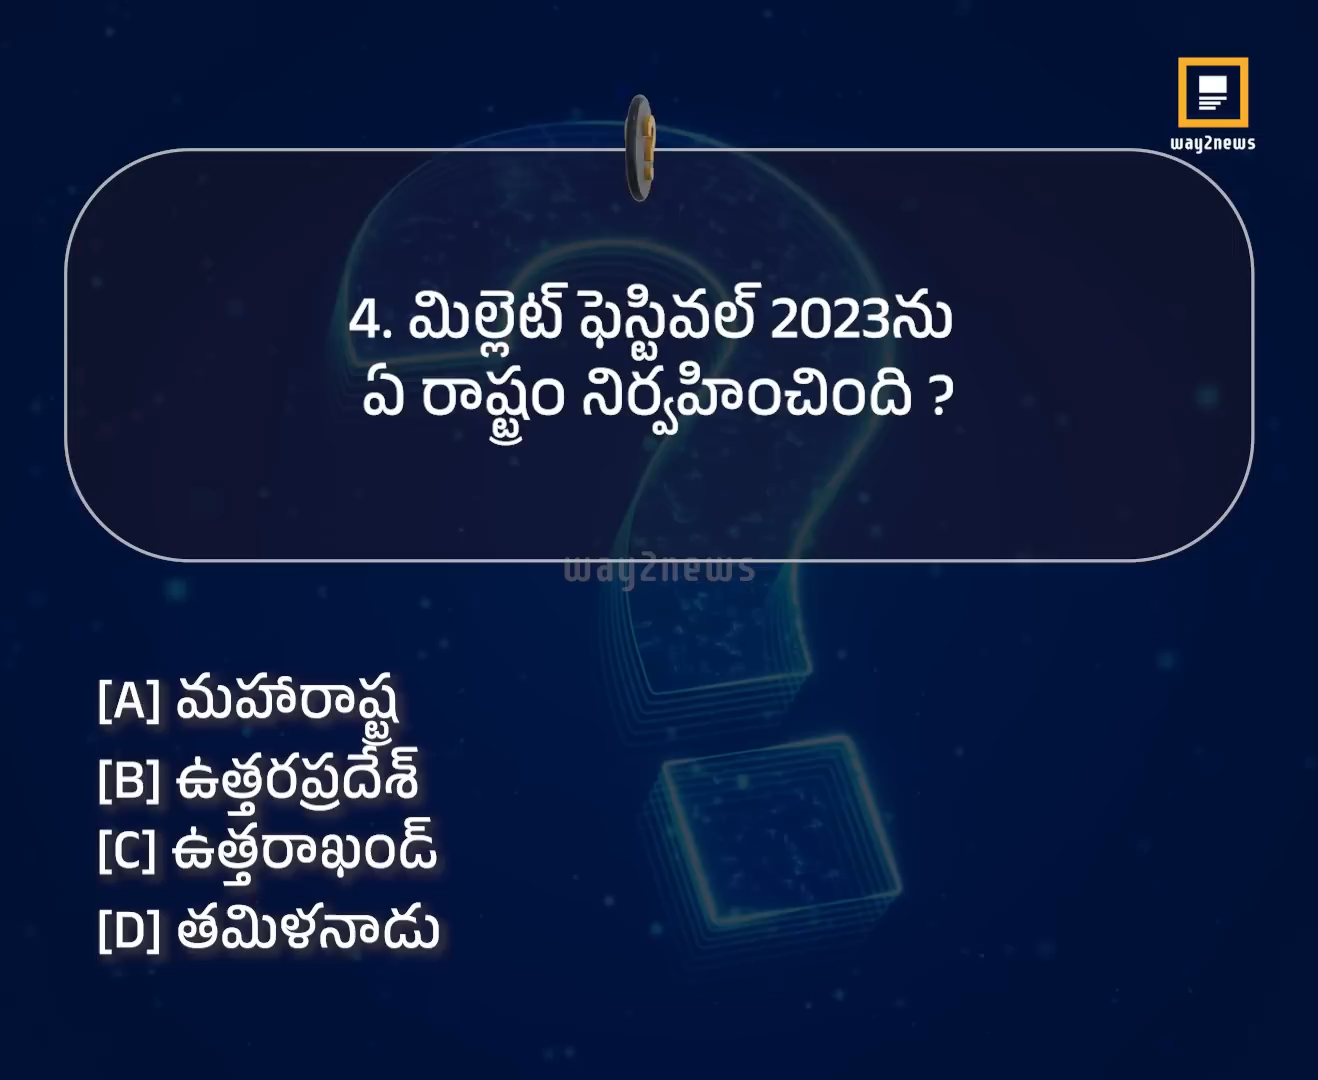 way2news
4. మిల్లెట్ ఫెస్టివల్ 2023ను
ఏ రాష్ట్రం నిర్వహించింది ?
way2news
[A] మహారాష్ట్ర
[B] ఉత్తరప్రదేశ్
[C] ఉత్తరాఖండ్
[D] తమిళనాడు